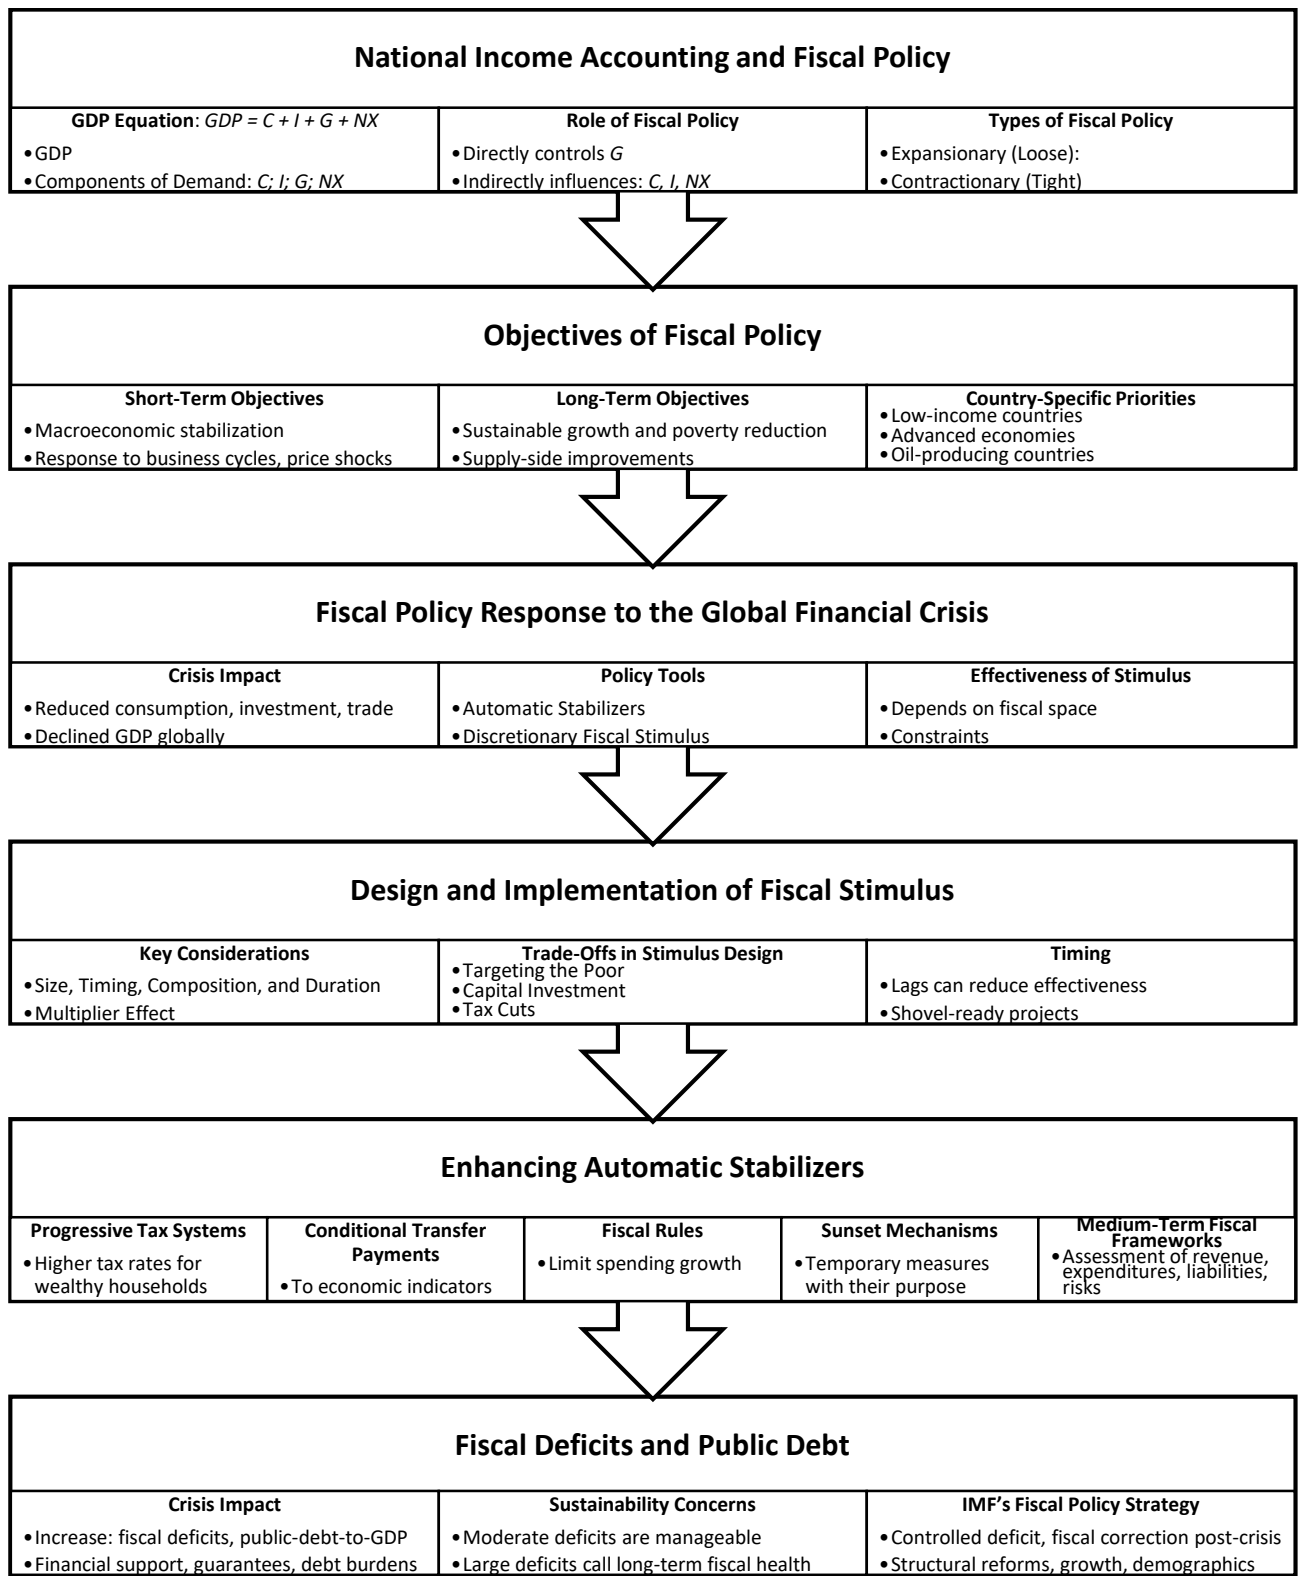 National Income Accounting and Fiscal Policy
GDP Equation: GDP = C + I + G + NX
•GDP
•Components of Demand: C; I; G; NX
Role of Fiscal Policy
•Directly controls G
•Indirectly influences: C, I, NX
Types of Fiscal Policy
•Expansionary (Loose):
•Contractionary (Tight)
Objectives of Fiscal Policy
Short-Term Objectives
•Macroeconomic stabilization
•Response to business cycles, price shocks
Long-Term Objectives
•Sustainable growth and poverty reduction
•Supply-side improvements
Country-Specific Priorities
•Low-income countries
•Advanced economies
•Oil-producing countries
Fiscal Policy Response to the Global Financial Crisis
Crisis Impact
•Reduced consumption, investment, trade
•Declined GDP globally
Policy Tools
•Automatic Stabilizers
•Discretionary Fiscal Stimulus
Effectiveness of Stimulus
•Depends on fiscal space
•Constraints
Design and Implementation of Fiscal Stimulus
Key Considerations
•Size, Timing, Composition, and Duration
•Multiplier Effect
Trade-Offs in Stimulus Design
•Targeting the Poor
•Capital Investment
•Tax Cuts
Timing
•Lags can reduce effectiveness
•Shovel-ready projects
Enhancing Automatic Stabilizers
Progressive Tax Systems
•Higher tax rates for
wealthy households
Conditional Transfer
Payments
•To economic indicators
Fiscal Rules
•Limit spending growth
Sunset Mechanisms
•Temporary measures
with their purpose
Medium-Term Fiscal
Frameworks
•Assessment of revenue,
expenditures, liabilities,
risks
Fiscal Deficits and Public Debt
Crisis Impact
•Increase: fiscal deficits, public-debt-to-GDP
•Financial support, guarantees, debt burdens
Sustainability Concerns
•Moderate deficits are manageable
•Large deficits call long-term fiscal health
IMF's Fiscal Policy Strategy
•Controlled deficit, fiscal correction post-crisis
•Structural reforms, growth, demographics